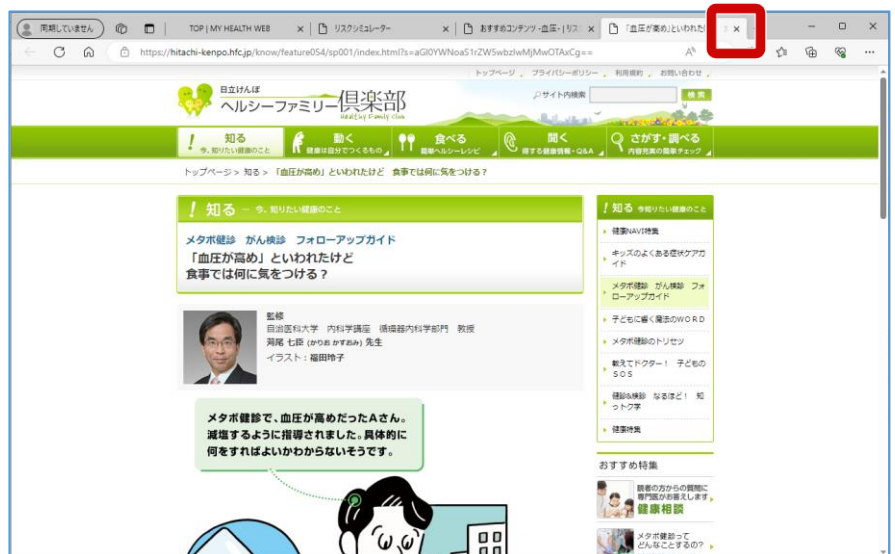 同期していません
TOP | MY HEALTH WEB
リスクシミュレーター
おすすめコンテンツ -血圧- | リス
「血圧が高め」といわれた
https://hitachi-kenpo.hfc.jp/know/feature054/sp001/index.html?s=aGl0YWNoaS1rZW5wbzIwMjMwOTAxCg==
トップページ 、 プライバシーポリシー 、 利用規約 、 お問い合わせ
日立けんぽ
ヘルシーファミリー倶楽部
Healthy Family Club
サイト内検索
検索
知る
今、知りたい健康のこと
動く
健康は自分でつくるもの
食べる
簡単ヘルシーレシピ
聞く
得する健康情報・Q&A
さがす・調べる
内容充実の簡単チェック
トップページ > 知る > 「血圧が高め」といわれたけど 食事では何に気をつける？
知る － 今、知りたい健康のこと
メタボ健診 がん検診 フォローアップガイド
「血圧が高め」といわれたけど
食事では何に気をつける？
監修
自治医科大学 内科学講座 循環器内科学部門 教授
苅尾 七臣 (かりお かずおみ) 先生
イラスト：福田玲子
メタボ健診で、血圧が高めだったAさん。
減塩するように指導されました。具体的に
何をすればよいかわからないそうです。
知る 今知りたい健康のこと
健康NAVI特集
キッズのよくある症状ケアガ
イド
メタボ健診 がん検診 フォ
ローアップガイド
子どもに響く魔法のWORD
メタボ健診のトリセツ
教えてドクター！ 子どもの
SOS
健診&検診 なるほど！ 知
っトク学
健康特集
おすすめ特集
読者の方からの質問に
専門医がお答えします
健康相談
メタボ健診って
どんなことするの？